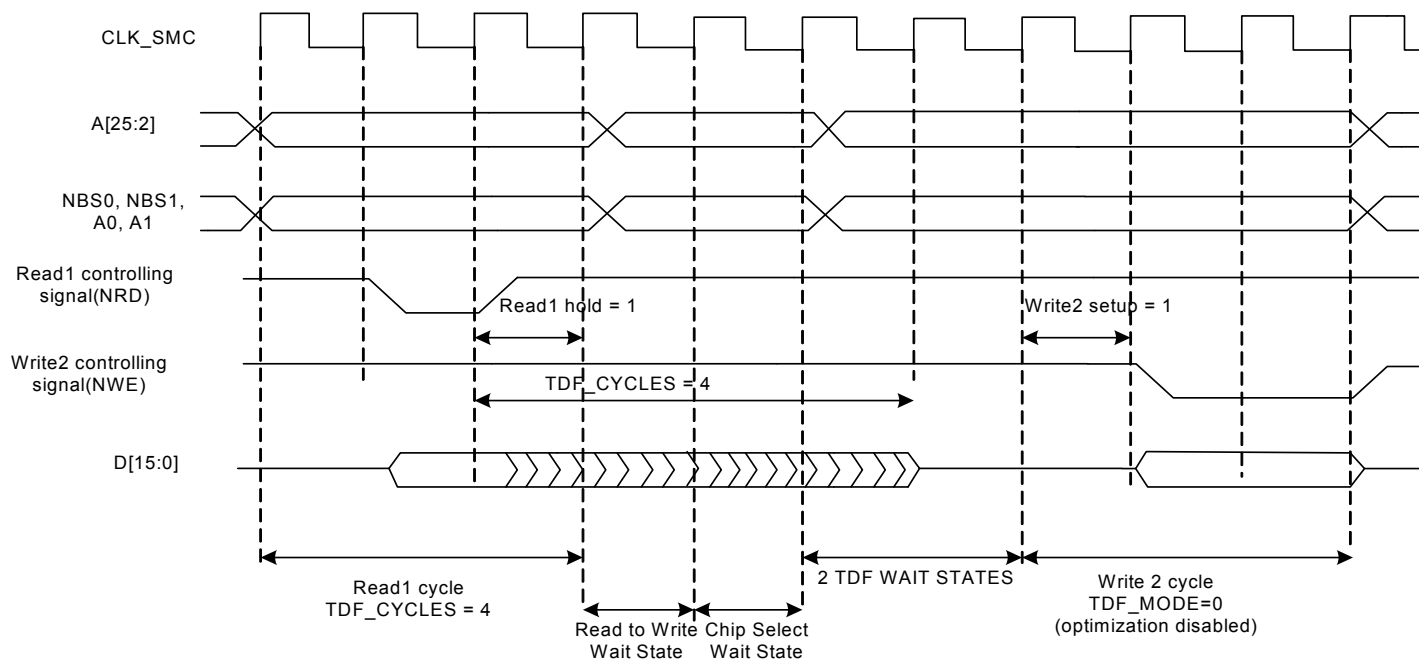 CLK_SMC
A[25:2]
NBS0, NBS1,
A0, A1
Read1 controlling
signal(NRD)
Read1 hold = 1
Write2 setup = 1
Write2 controlling
signal(NWE)
TDF_CYCLES = 4
D[15:0]
Read1 cycle
TDF_CYCLES = 4
2 TDF WAIT STATES
Write 2 cycle
TDF_MODE=0
(optimization disabled)
Read to Write
Wait State
Chip Select
Wait State